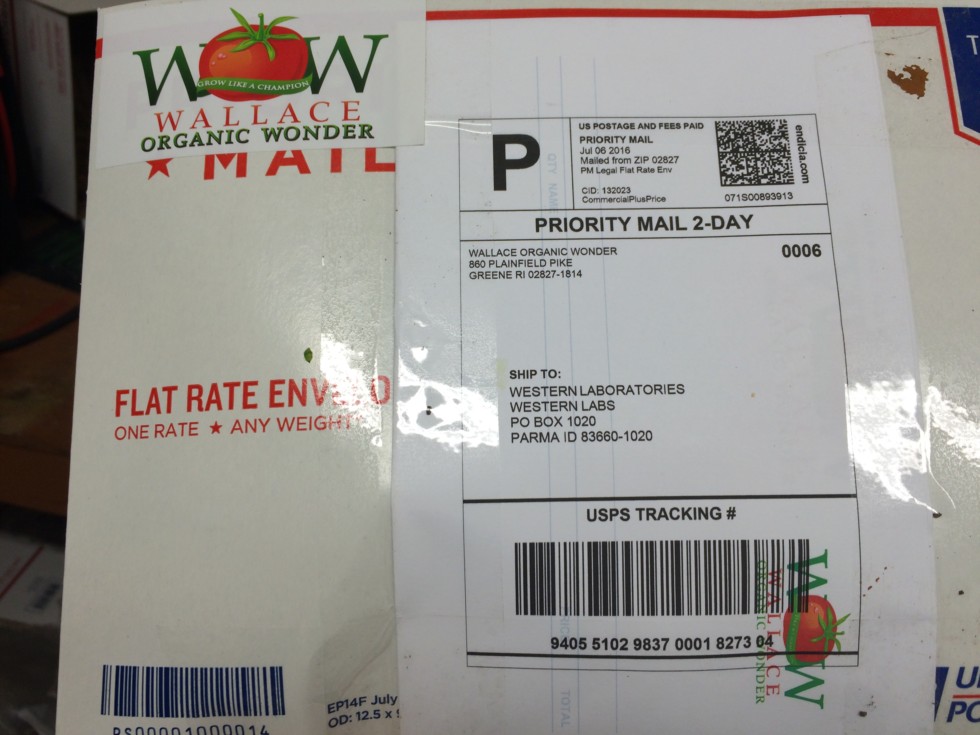 WOW
GROW LIKE A CHAMPION
WALLACE
ORGANIC WONDER
MAIL
FLAT RATE
ONE RATE ★ ANY WEIGHT
P
US POSTAGE AND FEES PAID
PRIORITY MAIL
Jul 06 2016
Mailed from ZIP 02827
PM Legal Flat Rate Env
CID: 132023
CommercialPlusPrice
endicia.com
071S00893913
PRIORITY MAIL 2-DAY
WALLACE ORGANIC WONDER
860 PLAINFIELD PIKE
GREENE RI 02827-1814
0006
SHIP TO:
WESTERN LABORATORIES
WESTERN LABS
PO BOX 1020
PARMA ID 83660-1020
USPS TRACKING #
9405 5102 9837 0001 8273 04
WOW
WALLACE
ORGANIC WONDER
QTY
TOTAL
EP14F July
OD: 12.5 x
PS00001000014